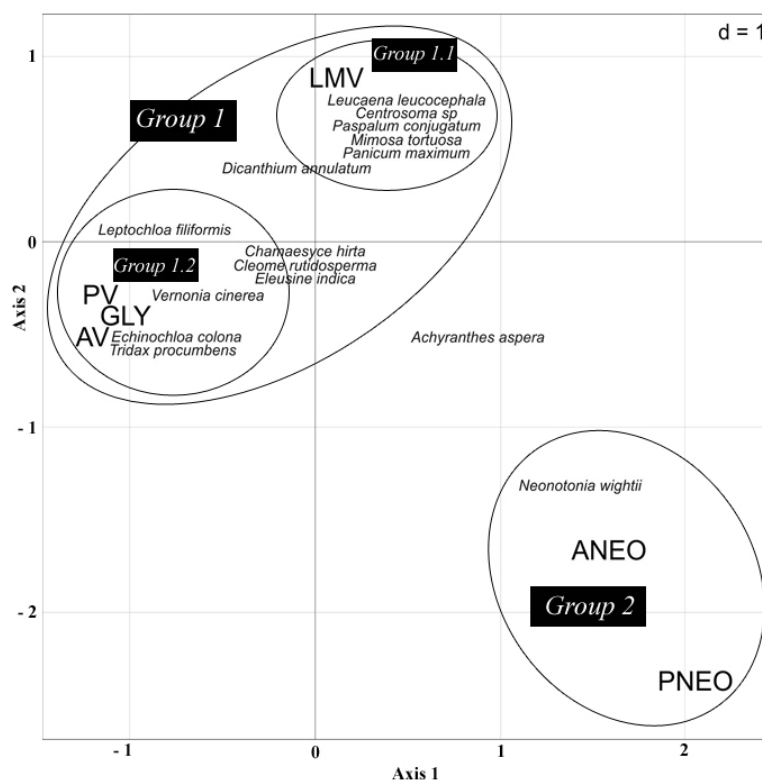 d = 1
1
Group 1.1
LMV
Leucaena leucocephala
Centrosoma sp
Group 1
Paspalum conjugatum
Mimosa tortuosa
Panicum maximum
Dicanthium annulatum
Leptochloa filiformis
0
Chamaesyce hirta
Group 1.2
Cleome rutidosperma
Eleusine indica
PV
Vernonia cinerea
GLY
AV
Echinochloa colona
Tridax procumbens
Achyranthes aspera
Axis 2
- 1
Neonotonia wightii
ANEO
- 2
Group 2
PNEO
- 1
0
1
2
Axis 1